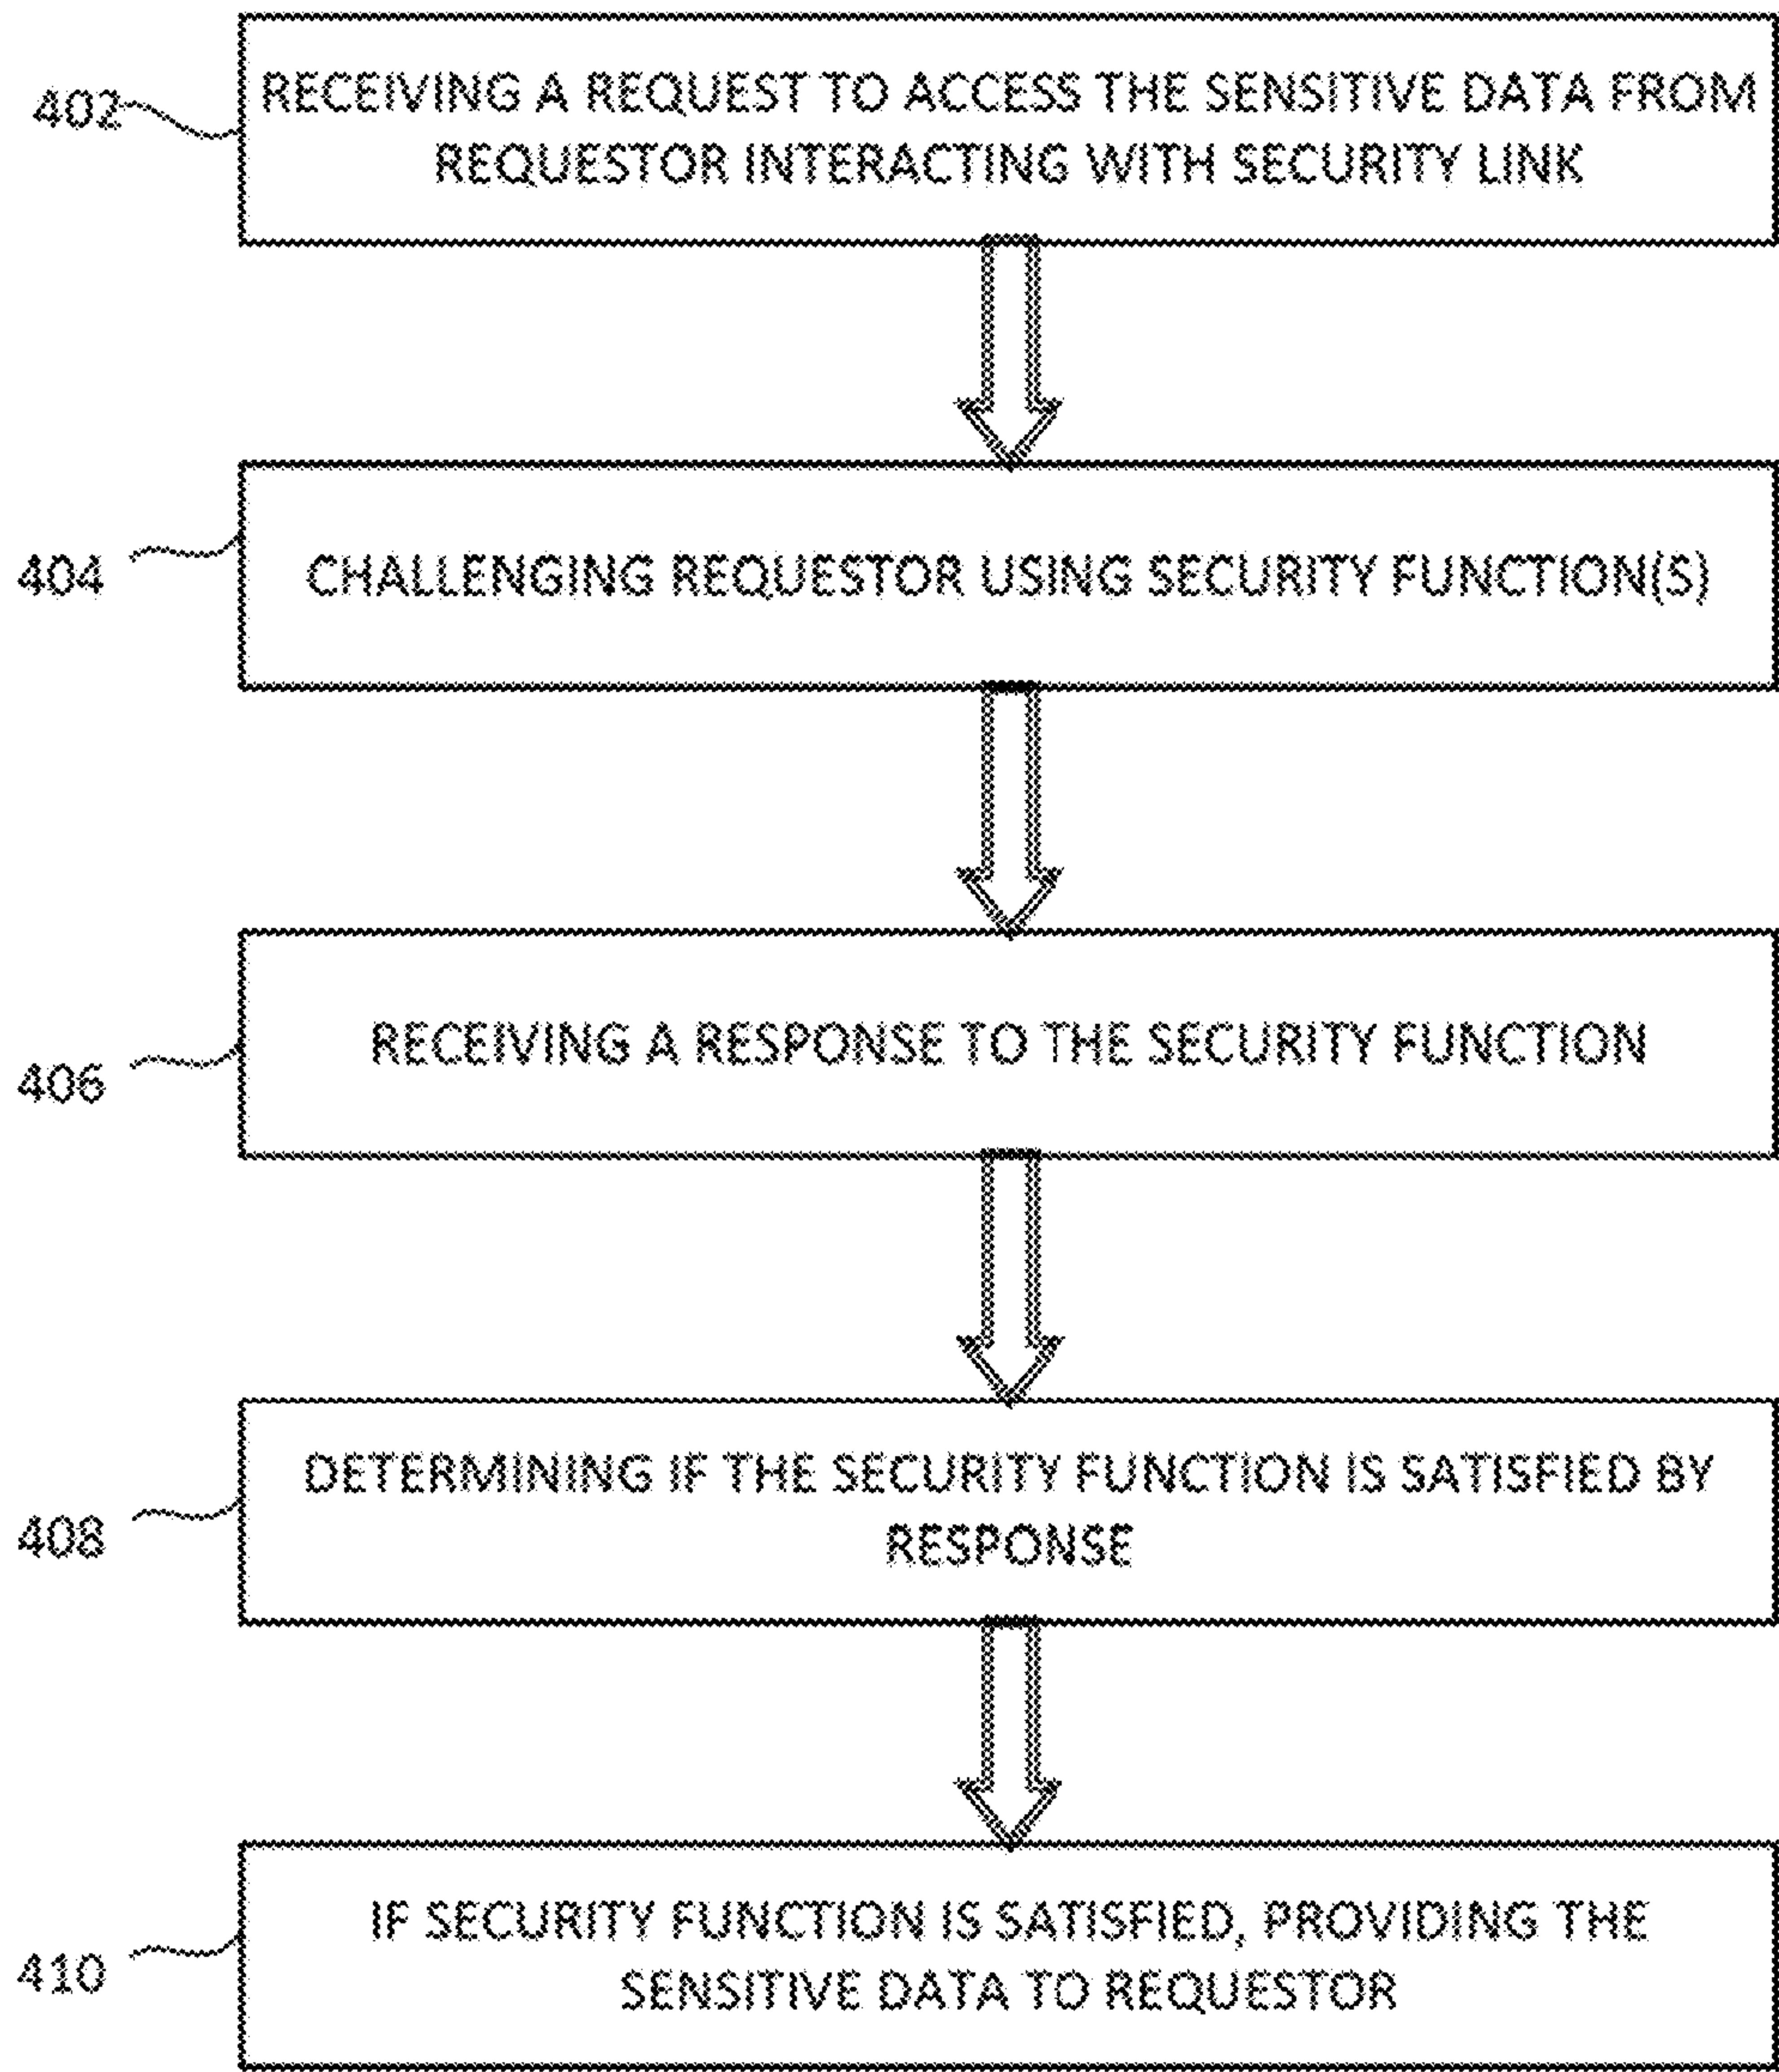 402
RECEIVING A REQUEST TO ACCESS THE SENSITIVE DATA FROM
REQUESTOR INTERACTING WITH SECURITY LINK
404
CHALLENGING REQUESTOR USING SECURITY FUNCTION(S)
406
RECEIVING A RESPONSE TO THE SECURITY FUNCTION
408
DETERMINING IF THE SECURITY FUNCTION IS SATISFIED BY
RESPONSE
410
IF SECURITY FUNCTION IS SATISFIED, PROVIDING THE
SENSITIVE DATA TO REQUESTOR